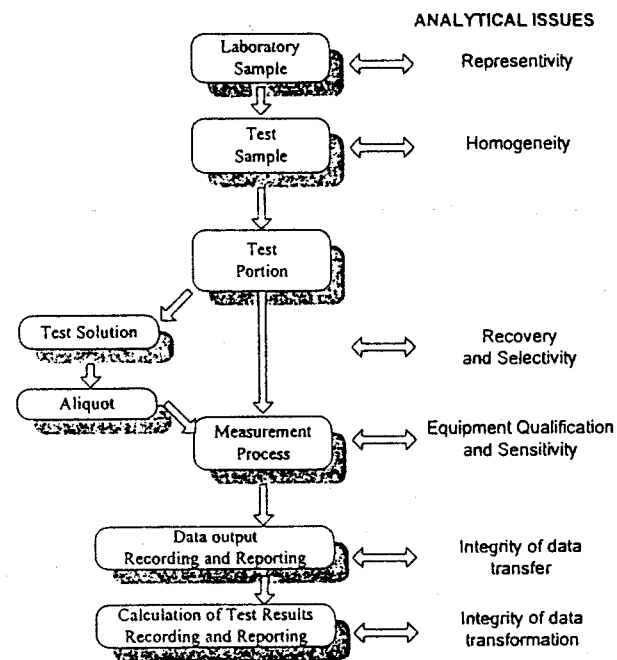 ANALYTICAL ISSUES
Laboratory
Sample
Representivity
Test
Sample
Homogeneity
Test
Portion
Test Solution
Recovery
and Selectivity
Aliquot
Measurement
Process
Equipment Qualification
and Sensitivity
Data output
Recording and Reporting
Integrity of data
transfer
Calculation of Test Results
Recording and Reporting
Integrity of data
transformation